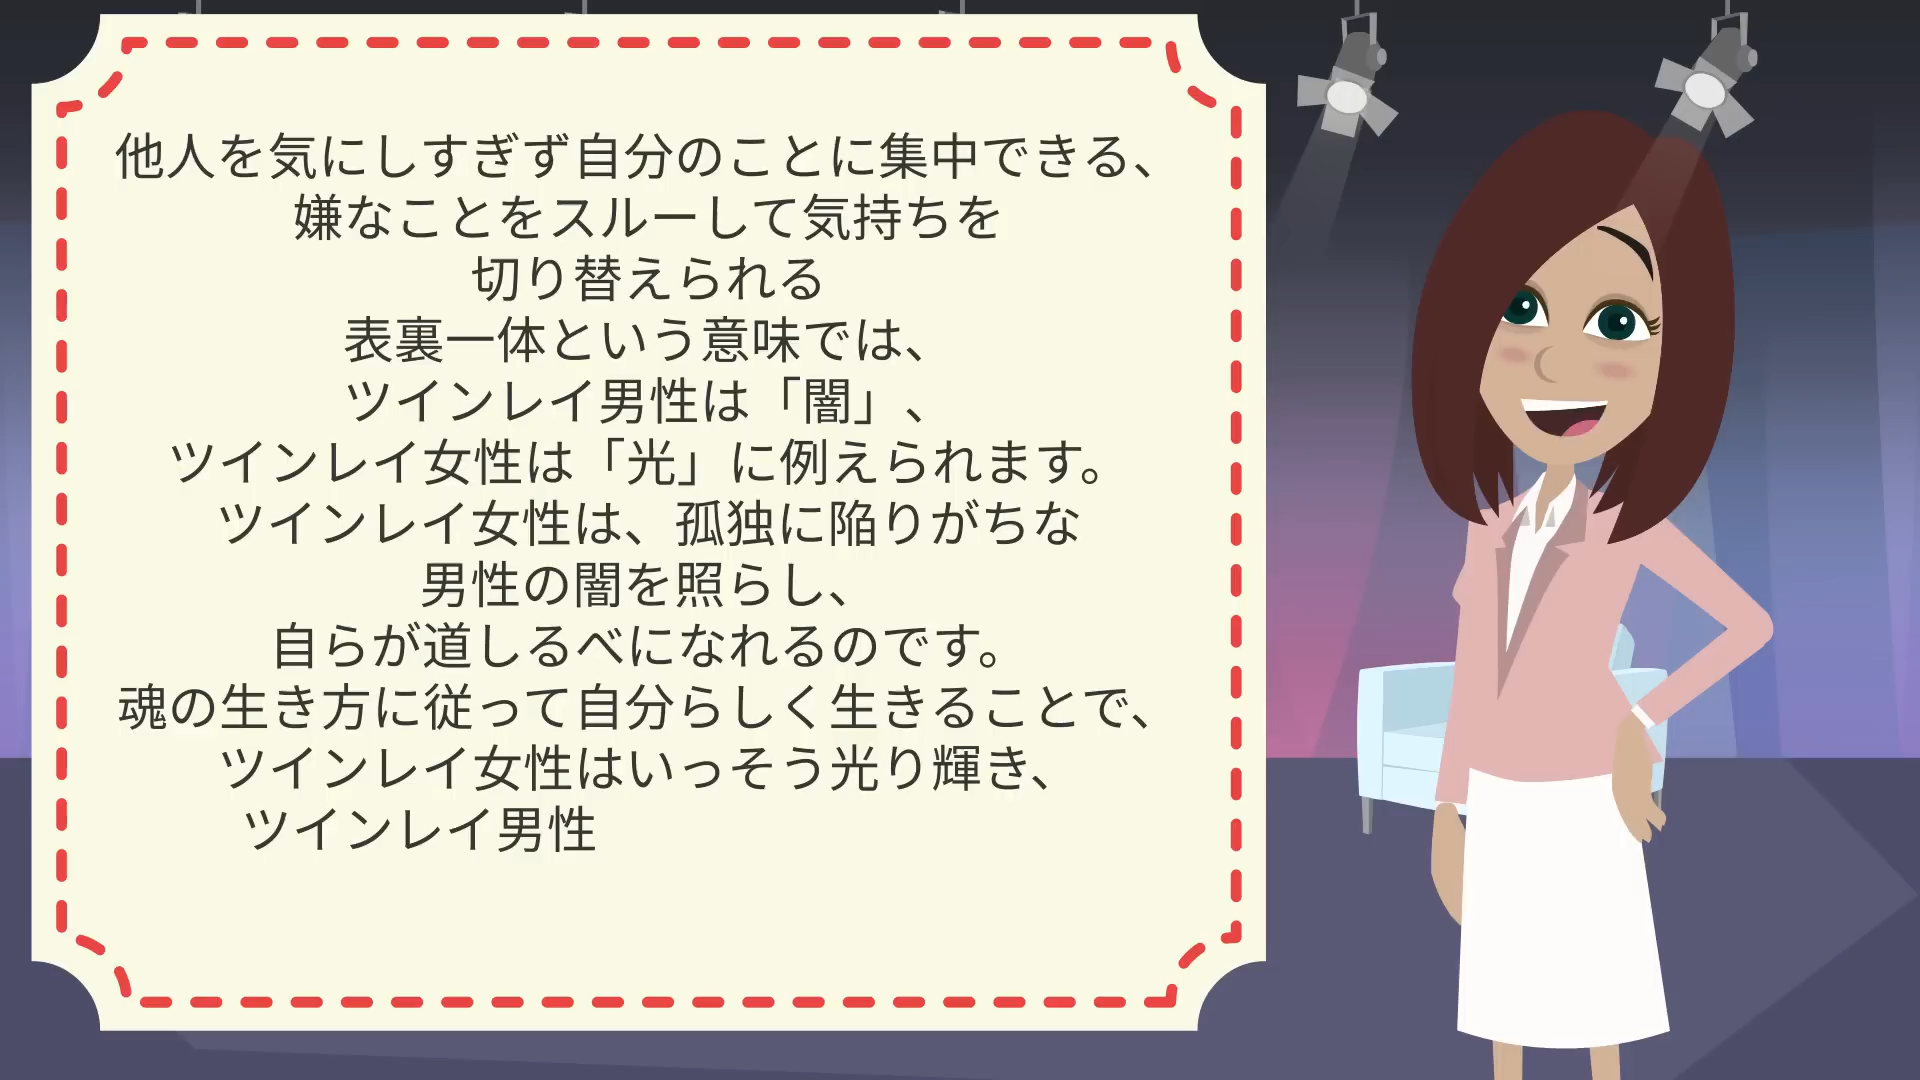 他人を気にしすぎず自分のことに集中できる、
嫌なことをスルーして気持ちを
切り替えられる
表裏一体という意味では、
ツインレイ男性は「闇」、
ツインレイ女性は「光」に例えられます。
ツインレイ女性は、孤独に陥りがちな
男性の闇を照らし、
自らが道しるべになれるのです。
魂の生き方に従って自分らしく生きることで、
ツインレイ女性はいっそう光り輝き、
ツインレイ男性